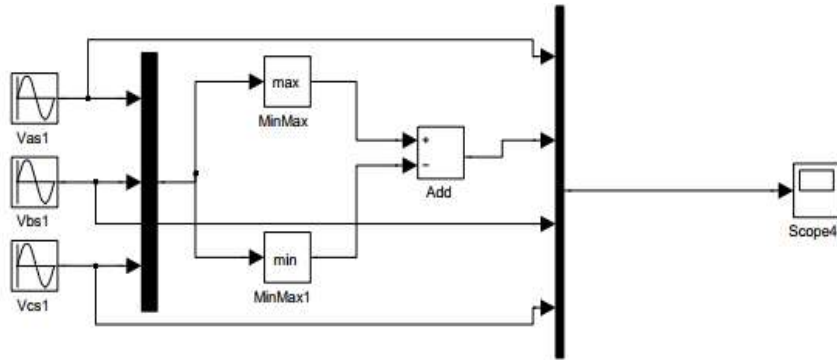 Vas1
Vbs1
Vcs1
max
MinMax
min
MinMax1
+
−
Add
Scope4